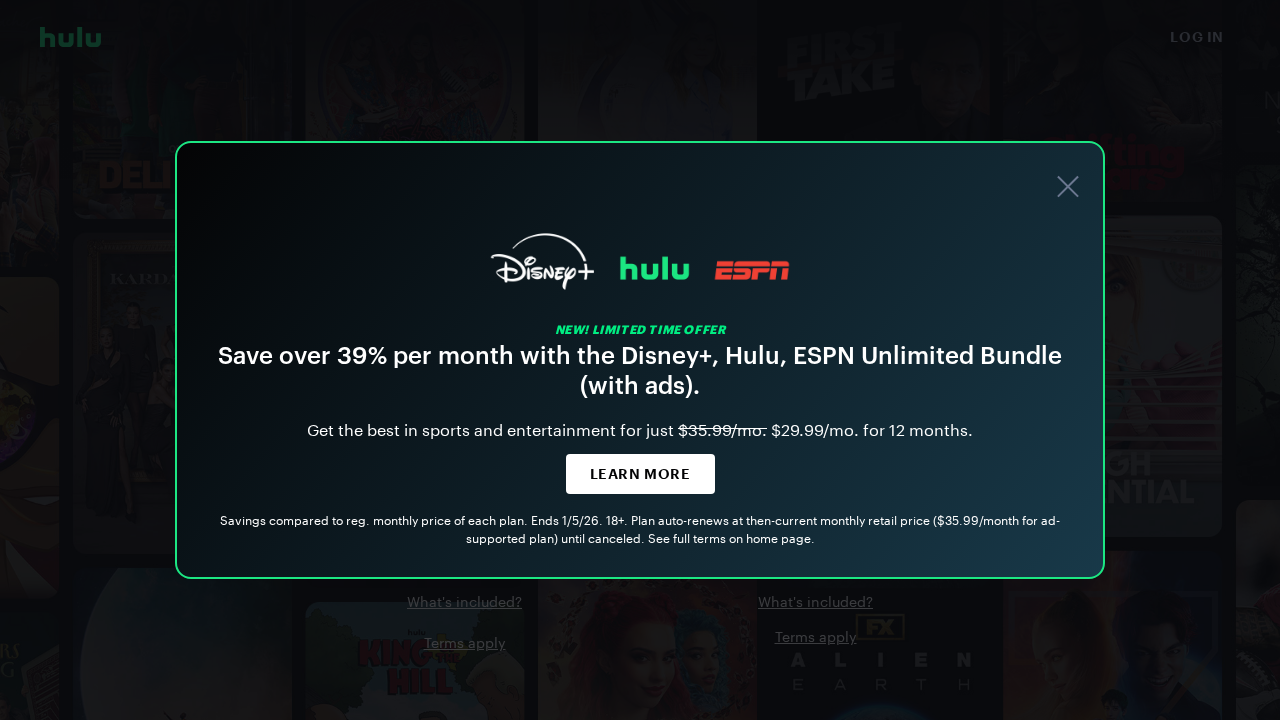 hulu
LOG IN
FIRST
TAKE
DELI
KARDA
Disney+ hulu ESPN
NEW! LIMITED TIME OFFER
Save over 39% per month with the Disney+, Hulu, ESPN Unlimited Bundle
(with ads).
Get the best in sports and entertainment for just $35.99/mo. $29.99/mo. for 12 months.
LEARN MORE
Savings compared to reg. monthly price of each plan. Ends 1/5/26. 18+. Plan auto-renews at then-current monthly retail price ($35.99/month for ad-
supported plan) until canceled. See full terms on home page.
What's included?
What's included?
Terms apply
Terms apply
FX
KING
HILL
ALIEN
EARTH